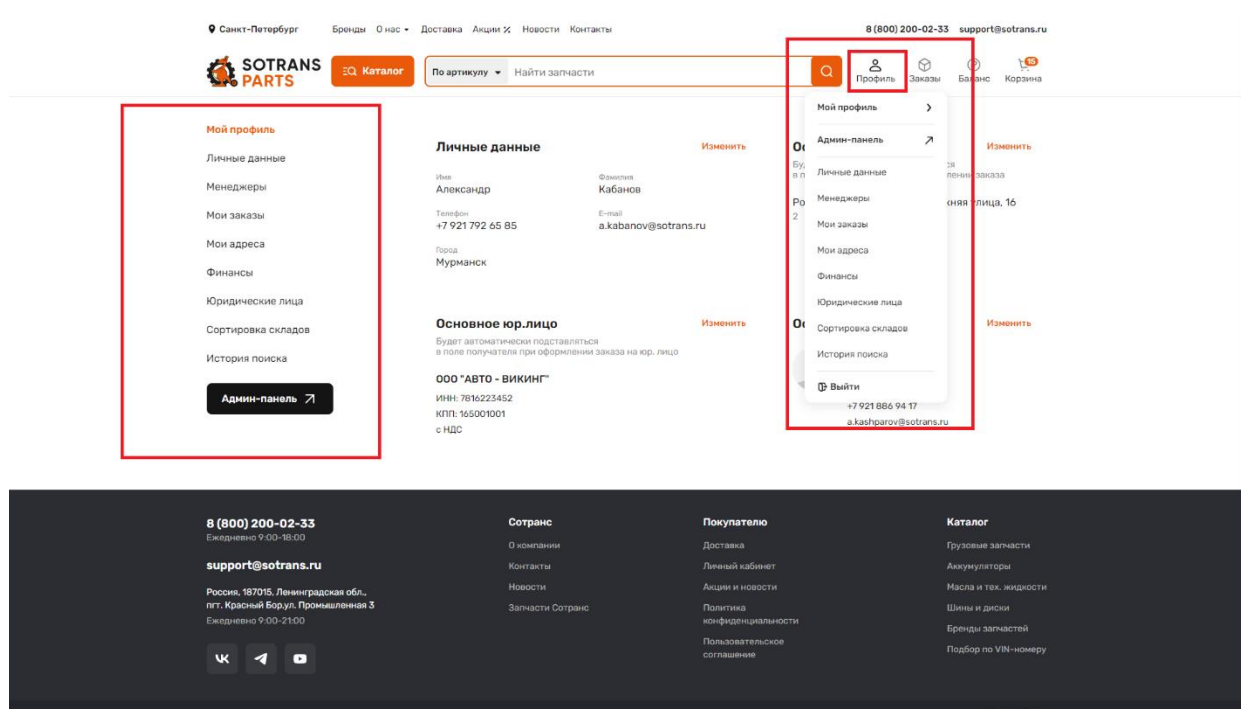 Санкт-Петербург Бренды О нас Доставка Акции Новости Контакты 8 (800) 200-02-33 support@sotrans.ru
SOTRANS PARTS
Каталог
По артикулу Найти запчасти
Профиль Заказы Баланс Корзина
15
Мой профиль
Личные данные
Менеджеры
Мои заказы
Мои адреса
Финансы
Юридические лица
Сортировка складов
История поиска
Админ-панель
Личные данные Изменить
Имя Фамилия
Александр Кабанов
Телефон E-mail
+7 921 792 65 85 a.kabanov@sotrans.ru
Город
Мурманск
Основное юр.лицо Изменить
Будет автоматически подставляться
в поле получателя при оформлении заказа на юр. лицо
ООО "АВТО - ВИКИНГ"
ИНН: 7816223452
КПП: 165001001
с НДС
Изменить
заказа
улица, 16
2
Изменить
+7 921 886 94 17
a.kashparov@sotrans.ru
Мой профиль
Админ-панель
Личные данные
Менеджеры
Мои заказы
Мои адреса
Финансы
Юридические лица
Сортировка складов
История поиска
Выйти
8 (800) 200-02-33
Ежедневно 9:00-18:00
support@sotrans.ru
Россия, 187015, Ленинградская обл.,
пгт. Красный Бор,ул. Промышленная 3
Ежедневно 9:00-21:00
Сотранс
О компании
Контакты
Новости
Запчасти Сотранс
Покупателю
Доставка
Личный кабинет
Акции и новости
Политика
конфиденциальности
Пользовательское
соглашение
Каталог
Грузовые запчасти
Аккумуляторы
Масла и тех. жидкости
Шины и диски
Бренды запчастей
Подбор по VIN-номеру